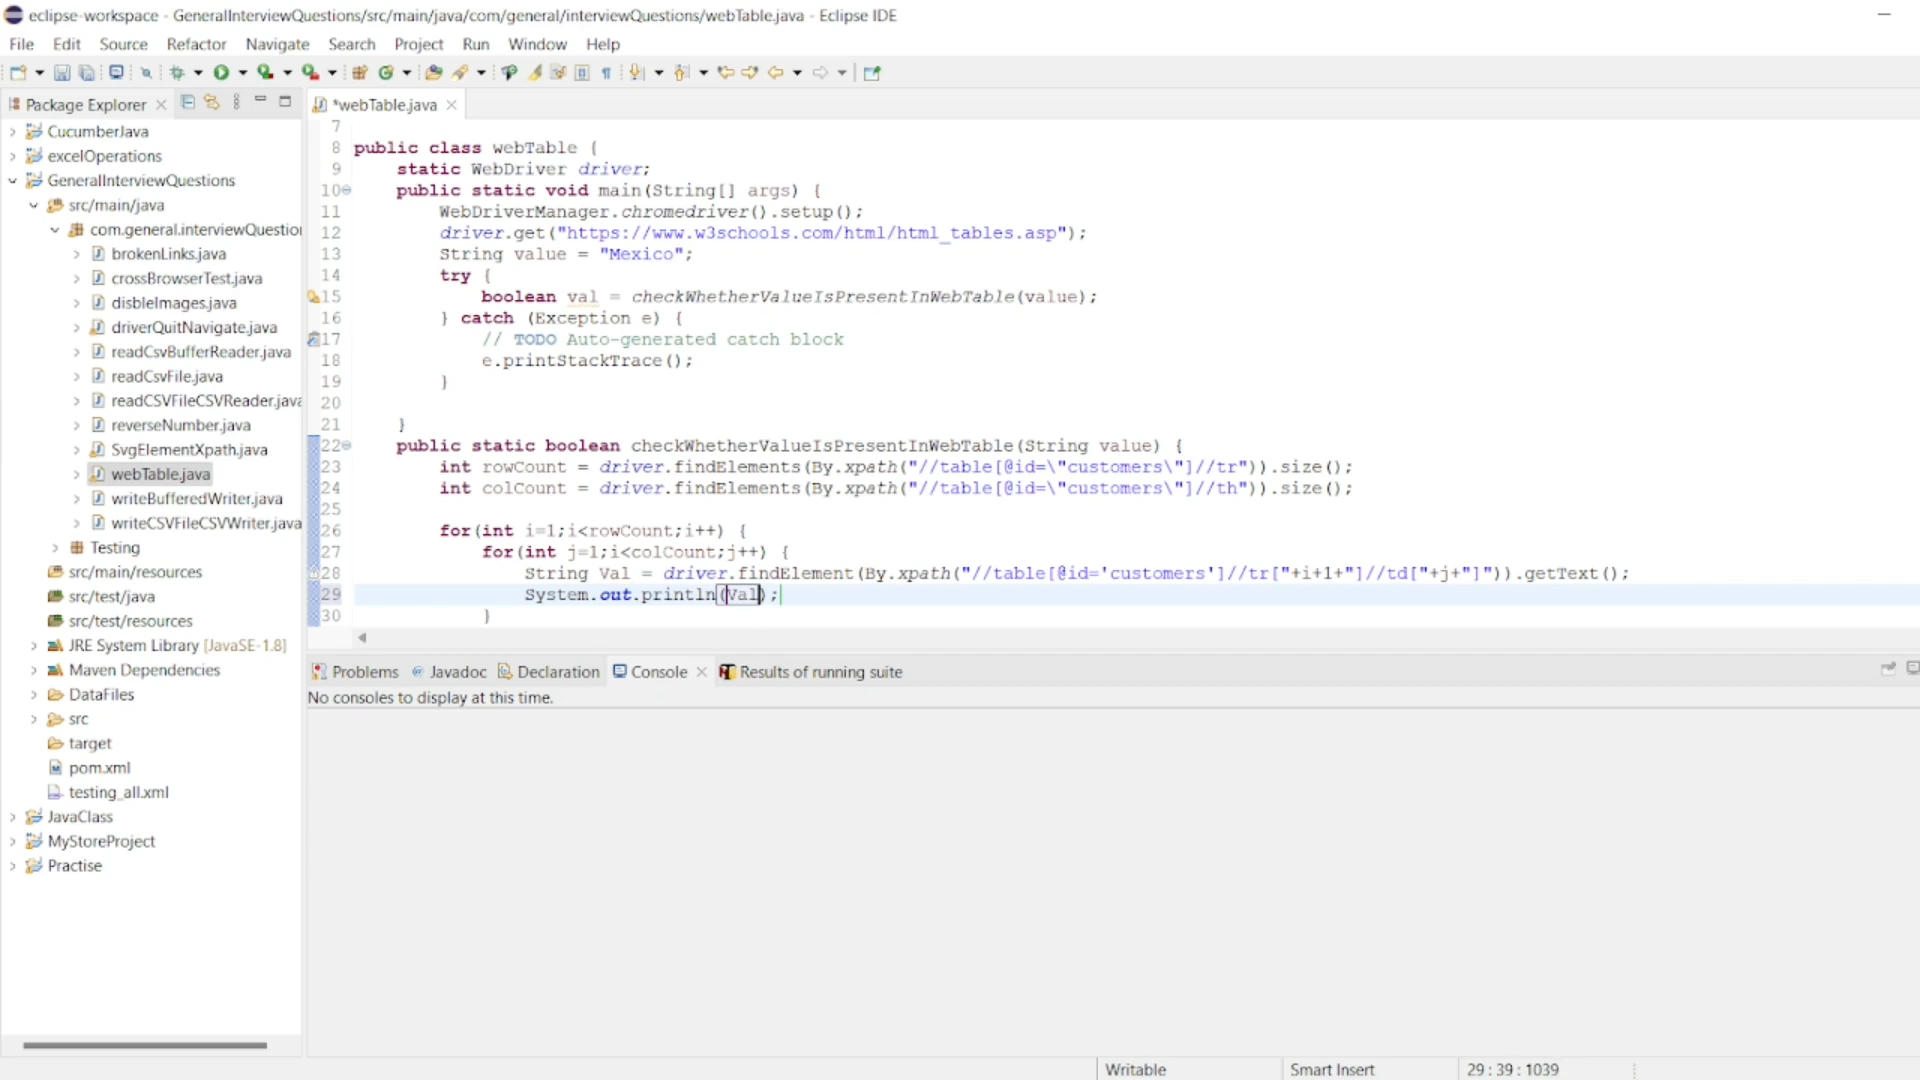 eclipse-workspace - GeneralInterviewQuestions/src/main/java/com/general/interviewQuestions/webTable.java - Eclipse IDE
File Edit Source Refactor Navigate Search Project Run Window Help
Package Explorer
*webTable.java
CucumberJava
excelOperations
GeneralInterviewQuestions
src/main/java
com.general.interviewQuestion
brokenLinks.java
crossBrowserTest.java
disbleImages.java
driverQuitNavigate.java
readCsvBufferReader.java
readCsvFile.java
readCSVFileCSVReader.java
reverseNumber.java
SvgElementXpath.java
webTable.java
writeBufferedWriter.java
writeCSVFileCSVWriter.java
Testing
src/main/resources
src/test/java
src/test/resources
JRE System Library [JavaSE-1.8]
Maven Dependencies
DataFiles
src
target
pom.xml
testing_all.xml
JavaClass
MyStoreProject
Practise
7
8 public class webTable {
9 static WebDriver driver;
10 public static void main(String[] args) {
11 WebDriverManager.chromedriver().setup();
12 driver.get("https://www.w3schools.com/html/html_tables.asp");
13 String value = "Mexico";
14 try {
15 boolean val = checkWhetherValueIsPresentInWebTable(value);
16 } catch (Exception e) {
17 // TODO Auto-generated catch block
18 e.printStackTrace();
19 }
20
21 }
22 public static boolean checkWhetherValueIsPresentInWebTable(String value) {
23 int rowCount = driver.findElements(By.xpath("//table[@id=\"customers\"]//tr")).size();
24 int colCount = driver.findElements(By.xpath("//table[@id=\"customers\"]//th")).size();
25
26 for(int i=1;i<rowCount;i++) {
27 for(int j=1;i<colCount;j++) {
28 String Val = driver.findElement(By.xpath("//table[@id='customers']//tr["+i+1+"]//td["+j+"]")).getText();
29 System.out.println(Val);
30 }
Problems Javadoc Declaration Console Results of running suite
No consoles to display at this time.
Writable Smart Insert 29 : 39 : 1039